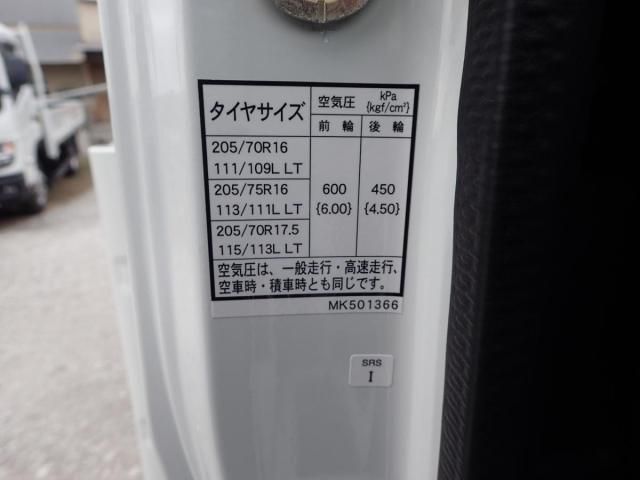 タイヤサイズ 空気圧 kPa {kgf/cm²}
前輪 後輪
205/70R16
111/109L LT
205/75R16 600 450
113/111L LT {6.00} {4.50}
205/70R17.5
115/113L LT
空気圧は、一般走行・高速走行、
空車時・積車時とも同じです。
MK501366
SRS
I